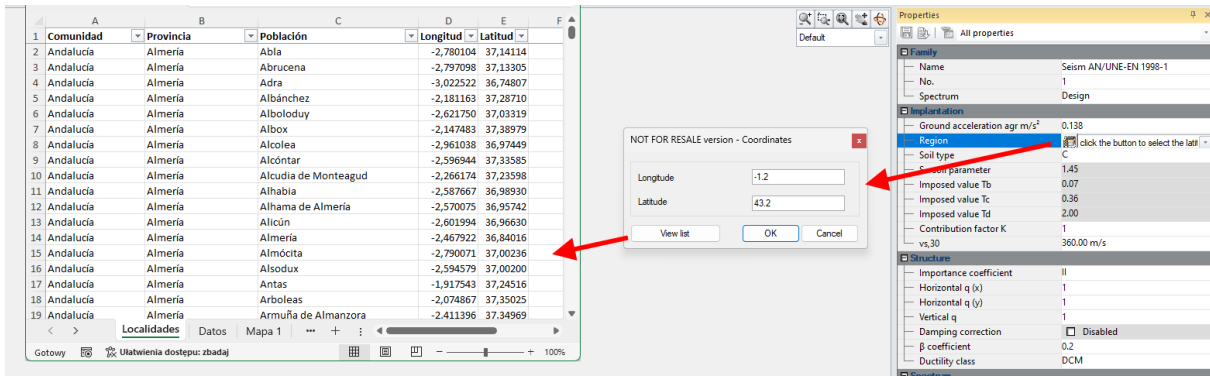 A B C D E F
1 Comunidad Provincia Población Longitud Latitud
2 Andalucía Almería Abla -2,780104 37,14114
3 Andalucía Almería Abrucena -2,797098 37,13305
4 Andalucía Almería Adra -3,022522 36,74807
5 Andalucía Almería Albánchez -2,181163 37,28710
6 Andalucía Almería Alboloduy -2,621750 37,03319
7 Andalucía Almería Albox -2,147483 37,38979
8 Andalucía Almería Alcolea -2,961038 36,97449
9 Andalucía Almería Alcóntar -2,596944 37,33585
10 Andalucía Almería Alcudia de Monteagud -2,266174 37,23598
11 Andalucía Almería Alhabia -2,587667 36,98930
12 Andalucía Almería Alhama de Almería -2,570075 36,95742
13 Andalucía Almería Alicún -2,601994 36,96630
14 Andalucía Almería Almería -2,467922 36,84016
15 Andalucía Almería Almócita -2,790071 37,00236
16 Andalucía Almería Alsodux -2,594579 37,00200
17 Andalucía Almería Antas -1,917543 37,24516
18 Andalucía Almería Arboleas -2,074867 37,35025
19 Andalucía Almería Armuña de Almanzora -2,411396 37,34969
Localidades Datos Mapa 1 ••• +
Gotowy Ułatwienia dostępu: zbadaj 100%
Default
NOT FOR RESALE version - Coordinates
Longitude -1.2
Latitude 43.2
View list OK Cancel
Properties
All properties
Family
Name Seism AN/UNE-EN 1998-1
No. 1
Spectrum Design
Implantation
Ground acceleration agr m/s² 0.138
Region click the button to select the latit
Soil type C
parameter 1.45
Imposed value Tb 0.07
Imposed value Tc 0.36
Imposed value Td 2.00
Contribution factor K 1
vs,30 360.00 m/s
Structure
Importance coefficient II
Horizontal q (x) 1
Horizontal q (y) 1
Vertical q 1
Damping correction Disabled
β coefficient 0.2
Ductility class DCM
Spectrum